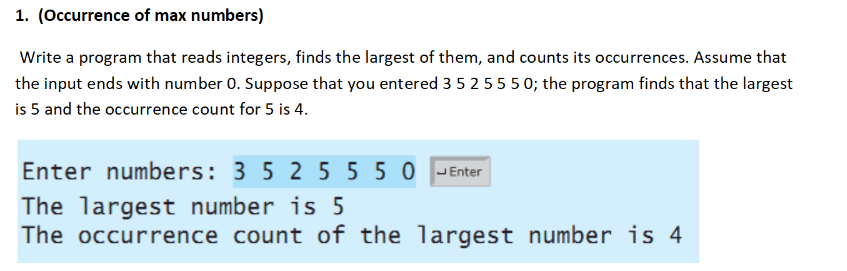 1. (Occurrence of max numbers)
Write a program that reads integers, finds the largest of them, and counts its occurrences. Assume that
the input ends with number 0. Suppose that you entered 3 5 2 5 5 5 0; the program finds that the largest
is 5 and the occurrence count for 5 is 4.
Enter numbers: 3 5 2 5 5 5 0 ↵Enter
The largest number is 5
The occurrence count of the largest number is 4